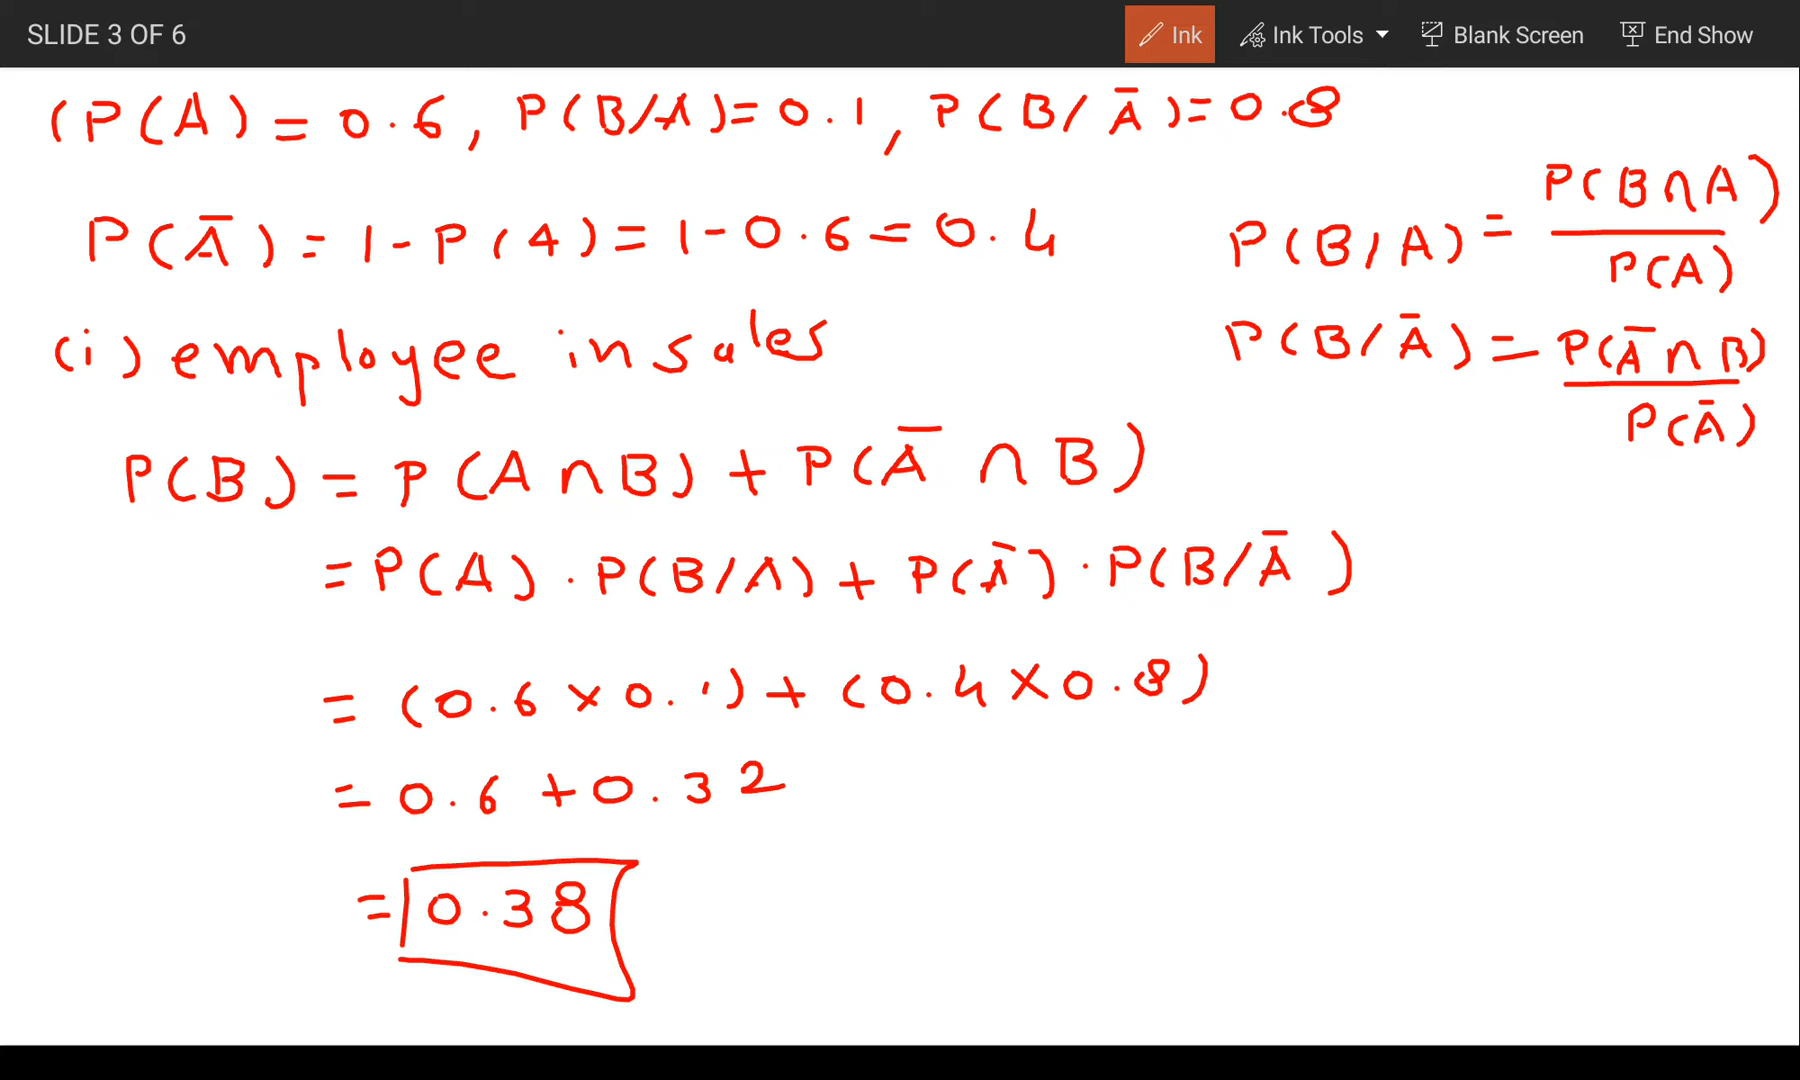 SLIDE 3 OF 6 Ink Ink Tools Blank Screen End Show
(P(A) = 0.6, P(B/A) = 0.1, P(B/Ā) = 0.8
P(Ā) = 1 - P(A) = 1 - 0.6 = 0.4
P(B/A) = P(B∩A) / P(A)
(i) employee in sales
P(B/Ā) = P(Ā∩B) / P(Ā)
P(B) = P(A∩B) + P(Ā∩B)
= P(A) · P(B/A) + P(Ā) · P(B/Ā)
= (0.6 × 0.1) + (0.4 × 0.8)
= 0.6 + 0.32
= 0.38